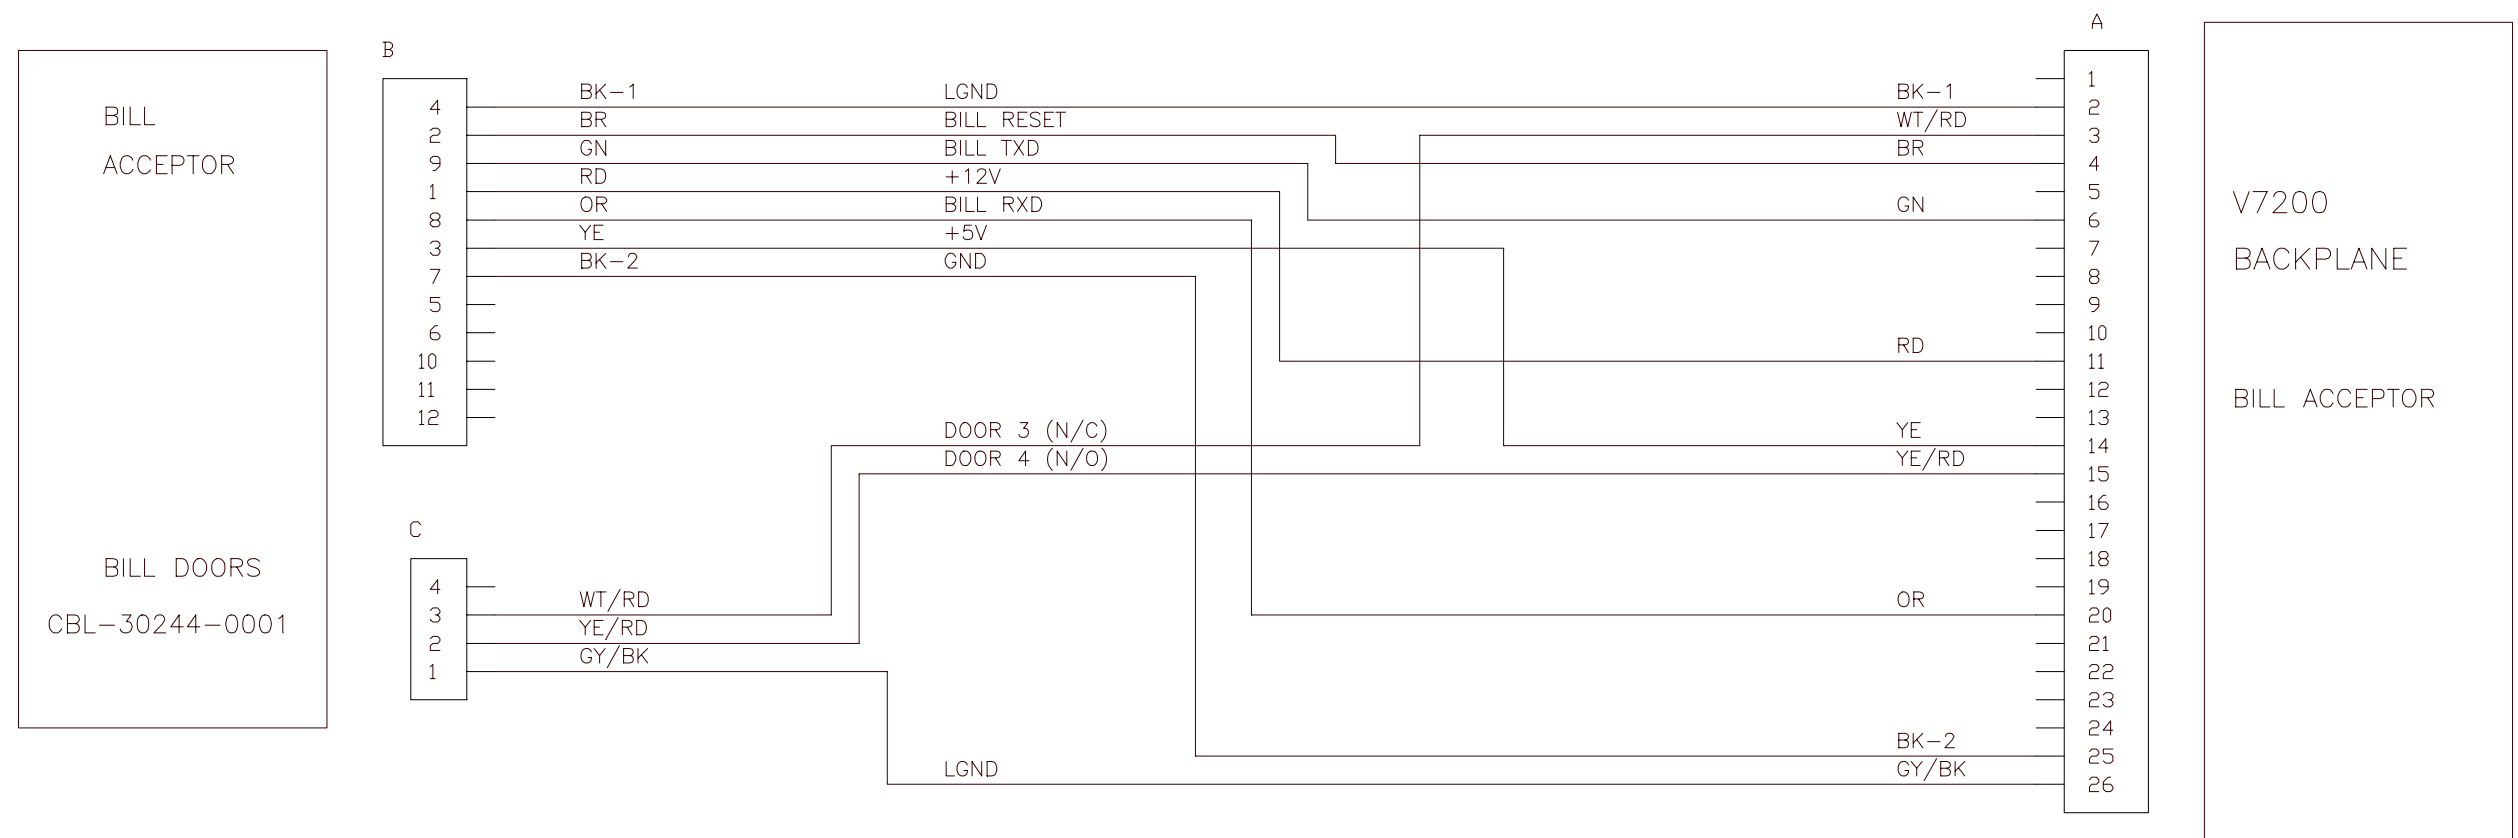 A
B
BILL
ACCEPTOR
BILL DOORS
CBL-30244-0001
4 BK-1 LGND BK-1
2 BR BILL RESET WT/RD
9 GN BILL TXD BR
1 RD +12V
8 OR BILL RXD GN
3 YE +5V
7 BK-2 GND
5
6
10 RD
11
12
DOOR 3 (N/C) YE
DOOR 4 (N/O) YE/RD
C
4
3 WT/RD OR
2 YE/RD
1 GY/BK
BK-2
LGND GY/BK
1
2
3
4
5
6
7
8
9
10
11
12
13
14
15
16
17
18
19
20
21
22
23
24
25
26
V7200
BACKPLANE
BILL ACCEPTOR